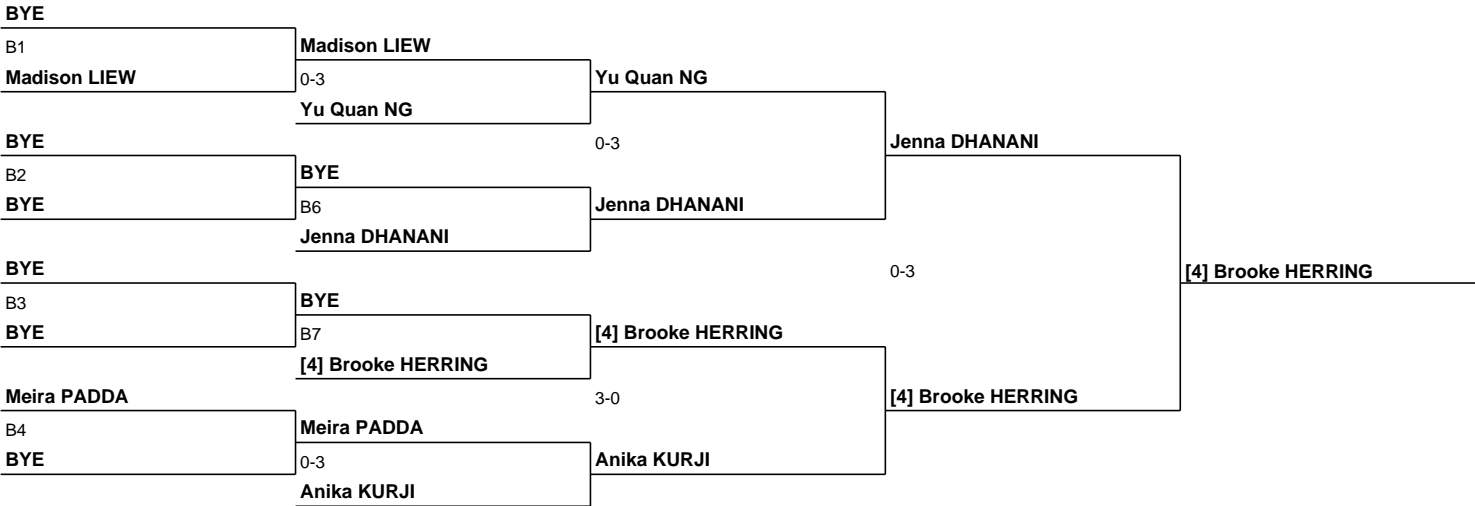 BYE
B1
Madison LIEW
Madison LIEW
0-3
Yu Quan NG
Yu Quan NG
BYE
B2
BYE
BYE
B6
Jenna DHANANI
0-3
Jenna DHANANI
Jenna DHANANI
BYE
B3
BYE
BYE
B7
[4] Brooke HERRING
0-3
[4] Brooke HERRING
[4] Brooke HERRING
Meira PADDA
B4
BYE
Meira PADDA
0-3
Anika KURJI
3-0
Anika KURJI
[4] Brooke HERRING